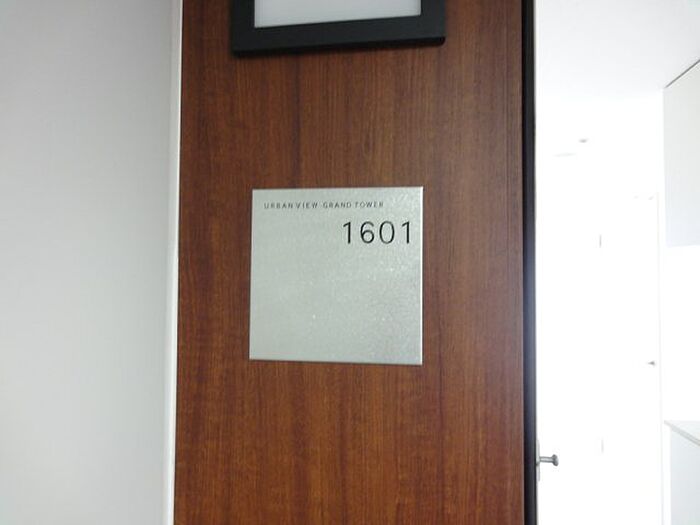 URBAN VIEW GRAND TOWER
1601